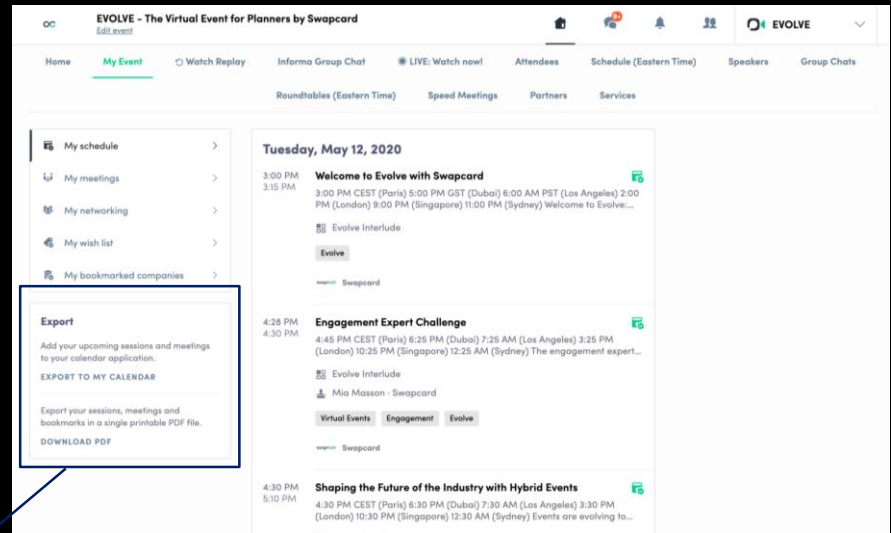 OC
EVOLVE - The Virtual Event for Planners by Swapcard
Edit event
9+
EVOLVE
Home
My Event
Watch Replay
Informa Group Chat
LIVE: Watch now!
Attendees
Schedule (Eastern Time)
Speakers
Group Chats
Roundtables (Eastern Time)
Speed Meetings
Partners
Services
My schedule
My meetings
My networking
My wish list
My bookmarked companies
Export
Add your upcoming sessions and meetings
to your calendar application.
EXPORT TO MY CALENDAR
Export your sessions, meetings and
bookmarks in a single printable PDF file.
DOWNLOAD PDF
Tuesday, May 12, 2020
3:00 PM
3:15 PM
Welcome to Evolve with Swapcard
3:00 PM CEST (Paris) 5:00 PM GST (Dubai) 6:00 AM PST (Los Angeles) 2:00
PM (London) 9:00 PM (Singapore) 11:00 PM (Sydney) Welcome to Evolve:...
Evolve Interlude
Evolve
Swapcard
4:28 PM
4:30 PM
Engagement Expert Challenge
4:45 PM CEST (Paris) 6:25 PM (Dubai) 7:25 AM (Los Angeles) 3:25 PM
(London) 10:25 PM (Singapore) 12:25 AM (Sydney) The engagement expert...
Evolve Interlude
Mia Masson - Swapcard
Virtual Events
Engagement
Evolve
Swapcard
4:30 PM
5:10 PM
Shaping the Future of the Industry with Hybrid Events
4:30 PM CEST (Paris) 6:30 PM (Dubai) 7:30 AM (Los Angeles) 3:30 PM
(London) 10:30 PM (Singapore) 12:30 AM (Sydney) Events are evolving to...